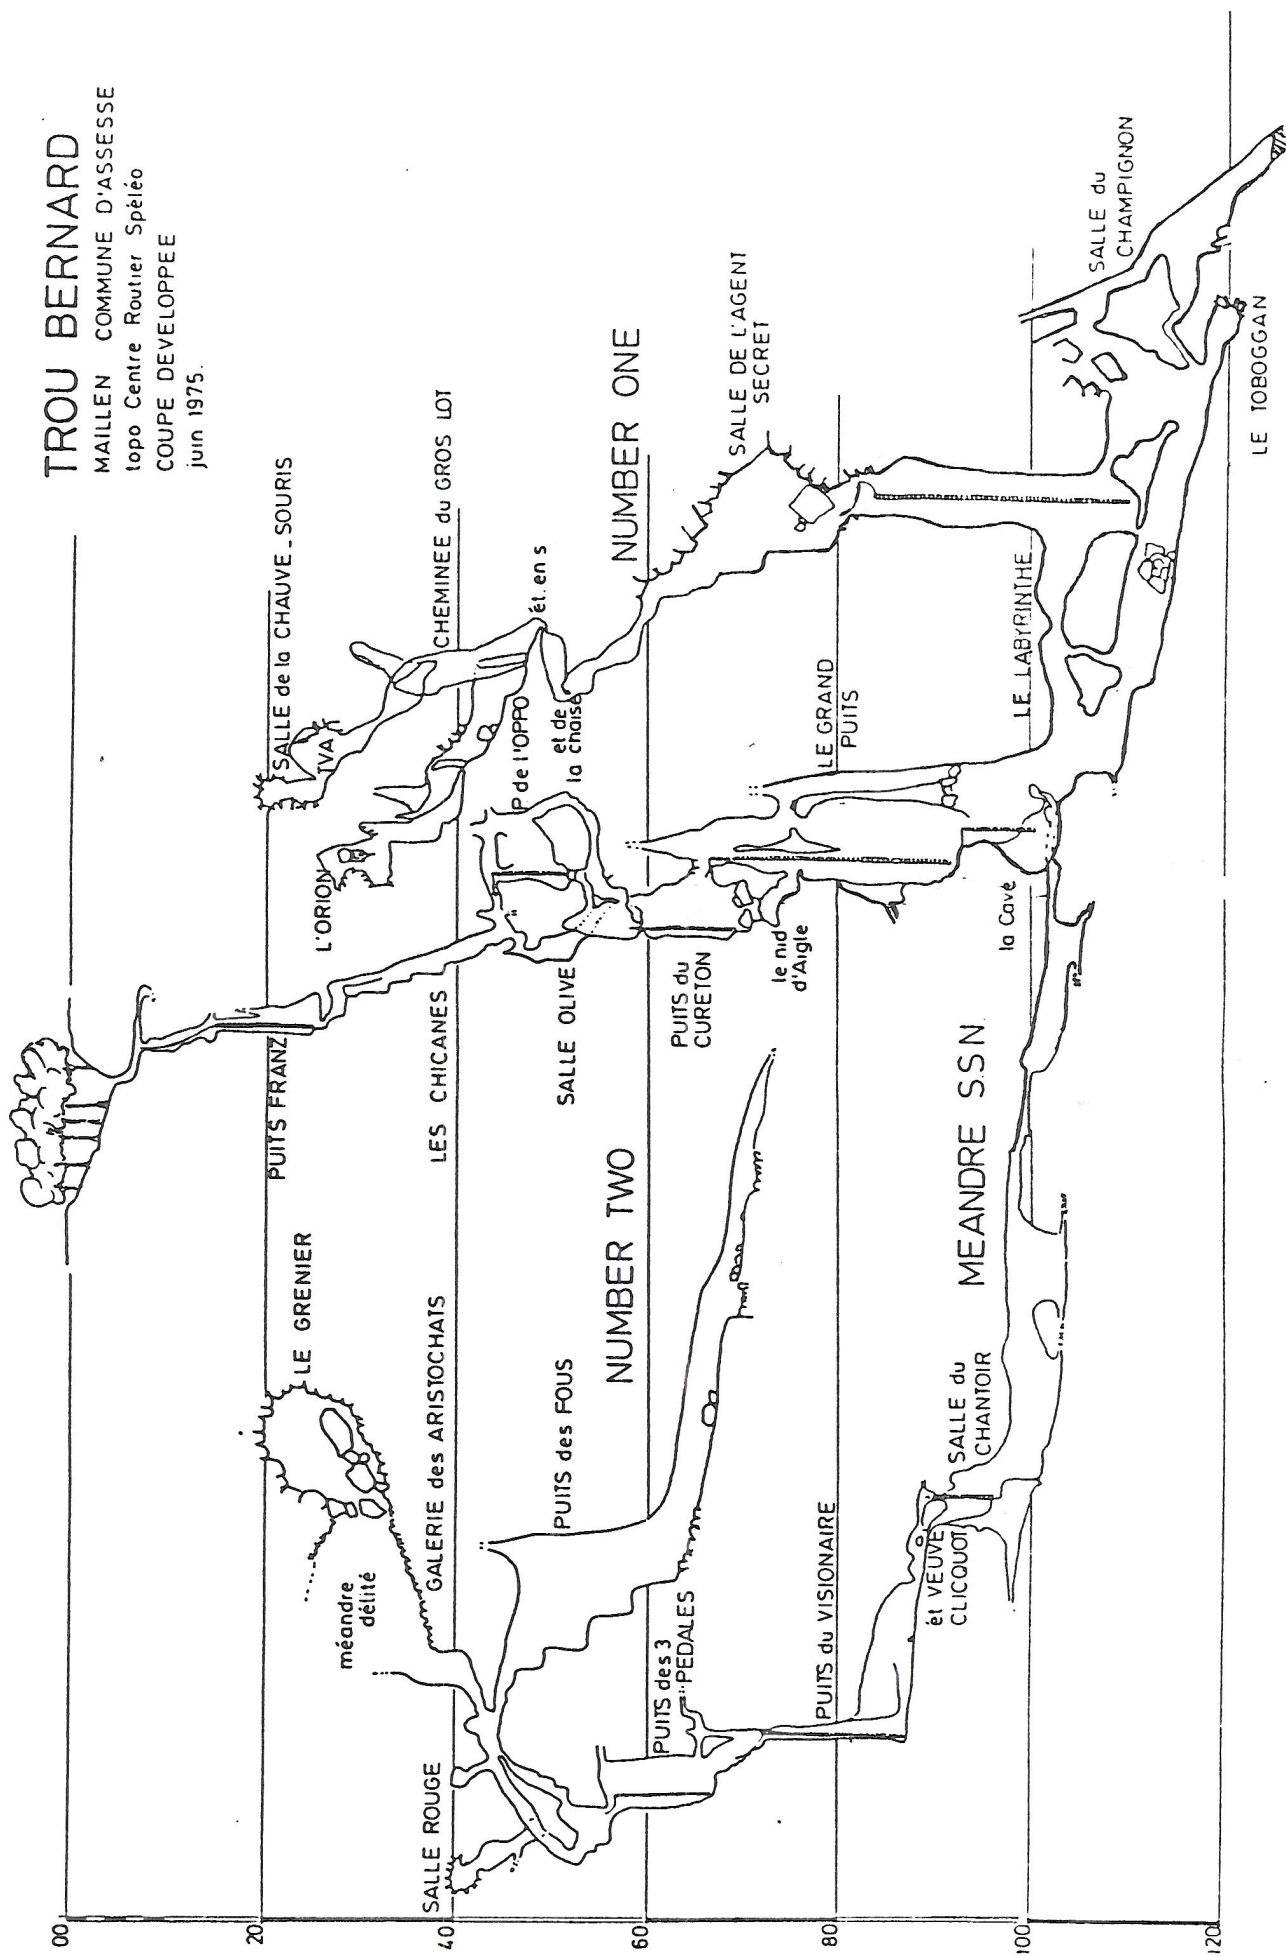 TROU BERNARD
MAILLEN COMMUNE D'ASSESSE
topo Centre Routier Spéléo
COUPE DEVELOPPEE
juin 1975.
00
20
40
60
80
100
120
SALLE de la CHAUVE_SOURIS
TVA
L'ORION
CHEMINEE du GROS LOT
ét. en s
P de l'OPPO
et de
la chaise
NUMBER ONE
SALLE DE L'AGENT
SECRET
PUITS FRANZ
LES CHICANES
SALLE OLIVE
PUITS du
CURETON
le nid
d'Aigle
LE GRAND
PUITS
LE LABYRINTHE
la Cave
SALLE du
CHAMPIGNON
LE TOBOGGAN
LE GRENIER
méandre
délité
GALERIE des ARISTOCHATS
SALLE ROUGE
PUITS des FOUS
NUMBER TWO
PUITS des 3
PEDALES
PUITS du VISIONAIRE
ét VEUVE
CLICQUOT
SALLE du
CHANTOIR
MEANDRE S.S.N